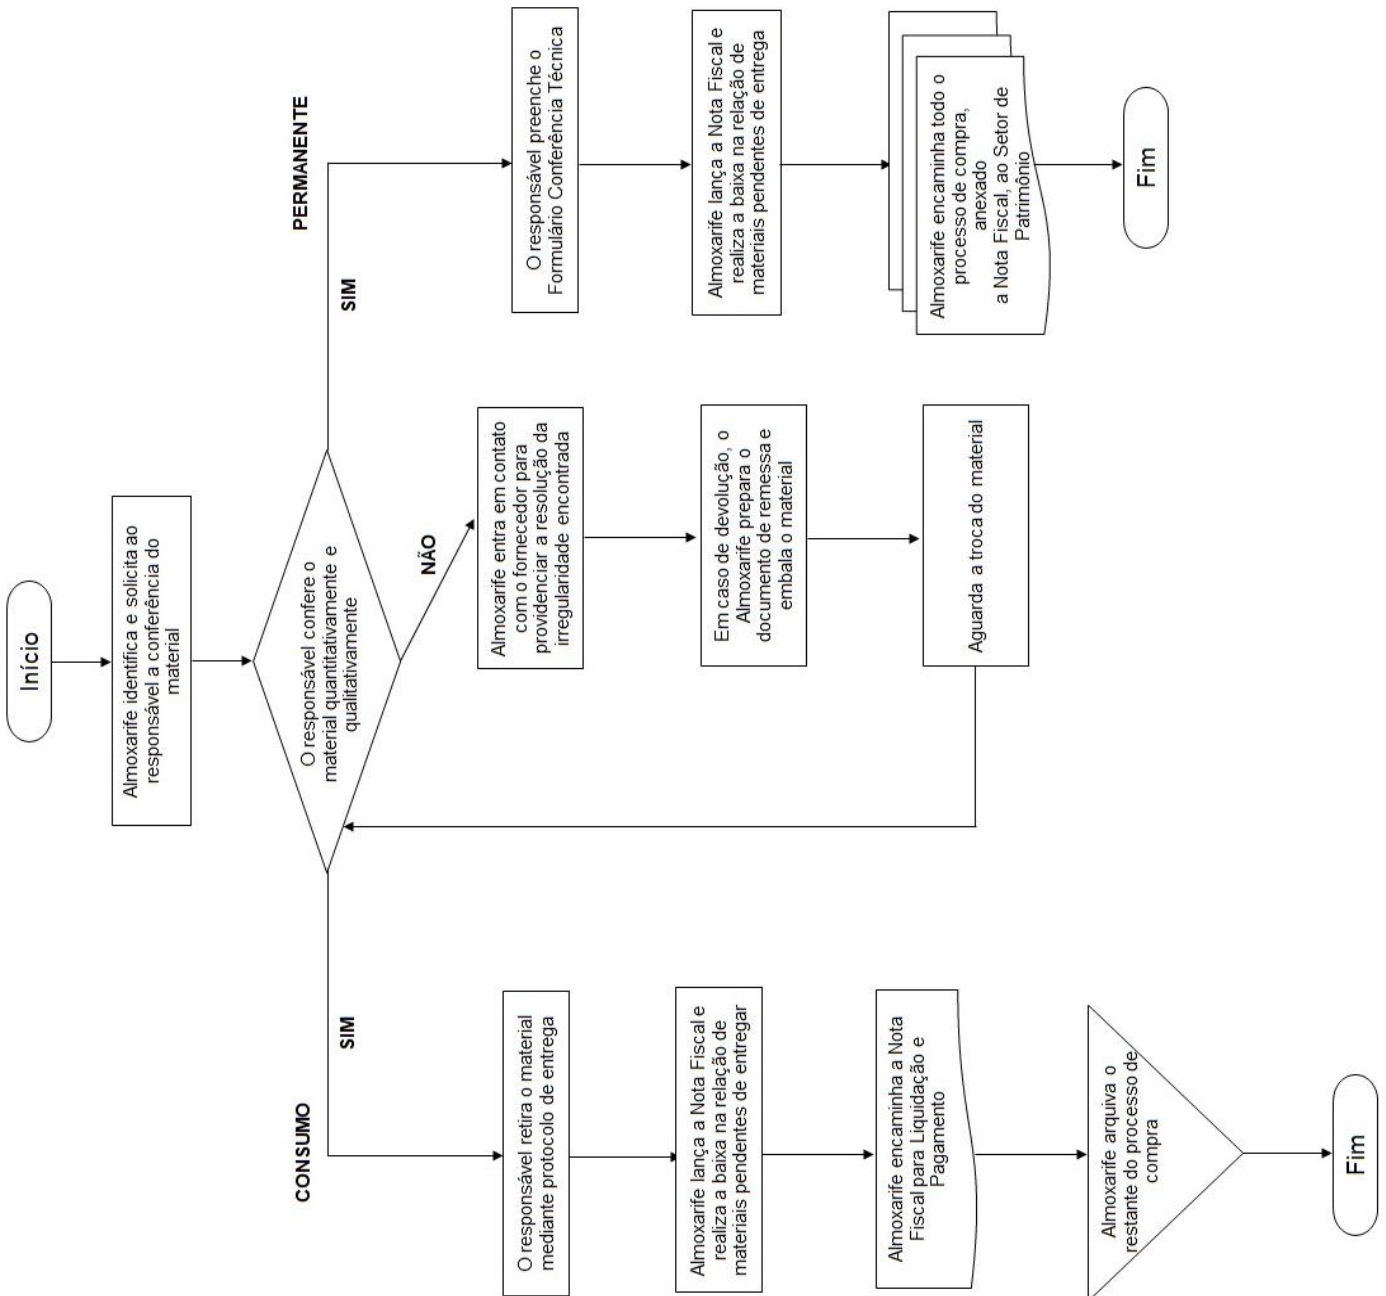 Início
Almoxarife identifica e solicita ao
responsável a conferência do
material
O responsável confere o
material quantitativamente e
qualitativamente
CONSUMO
SIM
O responsável retira o material
mediante protocolo de entrega
Almoxarife lança a Nota Fiscal e
realiza a baixa na relação de
materiais pendentes de entregar
Almoxarife encaminha a Nota
Fiscal para Liquidação e
Pagamento
Almoxarife arquiva o
restante do processo de
compra
Fim
NÃO
Almoxarife entra em contato
com o fornecedor para
providenciar a resolução da
irregularidade encontrada
Em caso de devolução, o
Almoxarife prepara o
documento de remessa e
embala o material
Aguarda a troca do material
PERMANENTE
SIM
O responsável preenche o
Formulário Conferência Técnica
Almoxarife lança a Nota Fiscal e
realiza a baixa na relação de
materiais pendentes de entrega
Almoxarife encaminha todo o
processo de compra,
anexado
a Nota Fiscal, ao Setor de
Patrimônio
Fim